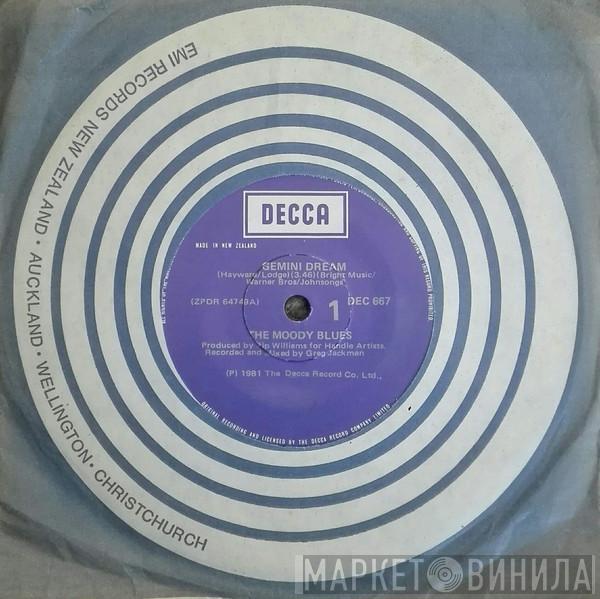 EMI RECORDS NEW ZEALAND • AUCKLAND • WELLINGTON • CHRISTCHURCH
DECCA
MADE IN NEW ZEALAND
GEMINI DREAM
(Hayward/Lodge)(3.46)(Bright Music/
Warner Bros/Johnsongs
(ZPDR 64749A)
1
DEC 667
THE MOODY BLUES
Produced by Pip Williams for Handle Artists.
Recorded and Mixed by Greg Jackman
(P) 1981 The Decca Record Co. Ltd.,
ORIGINAL RECORDING AND LICENSED BY THE DECCA RECORD COMPANY LIMITED
МАРКЕТ ВИНИЛА